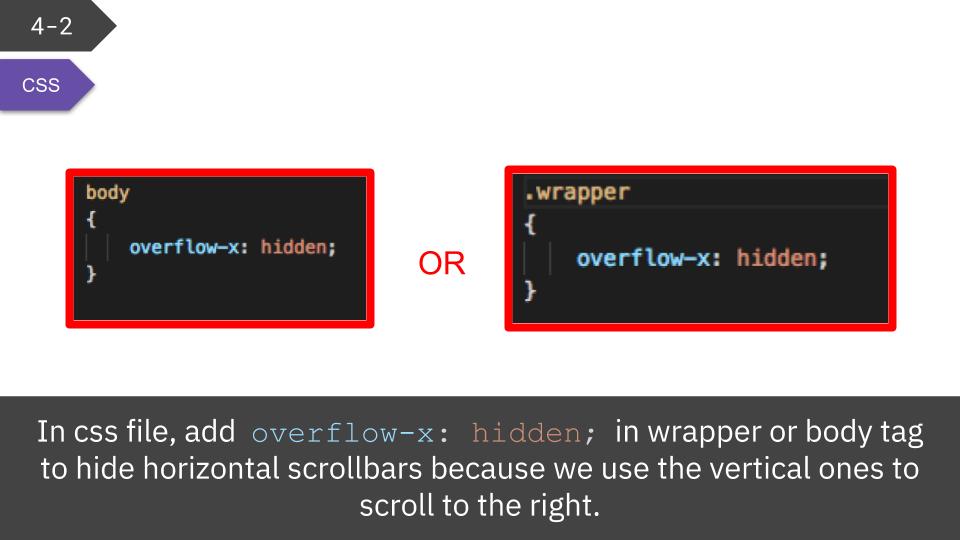 4-2
CSS
body
{
overflow-x: hidden;
}
OR
.wrapper
{
overflow-x: hidden;
}
In css file, add overflow-x: hidden; in wrapper or body tag
to hide horizontal scrollbars because we use the vertical ones to
scroll to the right.